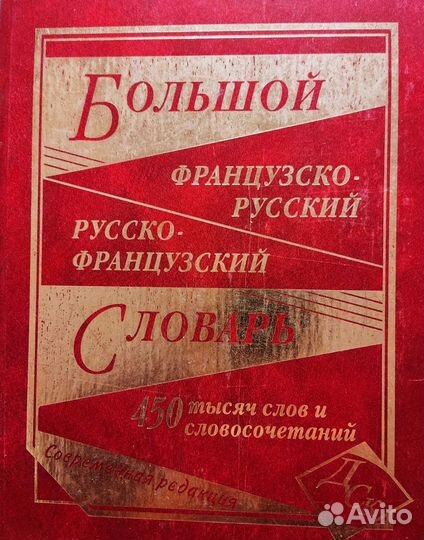 БОЛЬШОЙ
ФРАНЦУЗСКО-
РУССКИЙ
РУССКО-
ФРАНЦУЗСКИЙ
СЛОВАРЬ
450 тысяч слов и
словосочетаний
Современная редакция
Avito